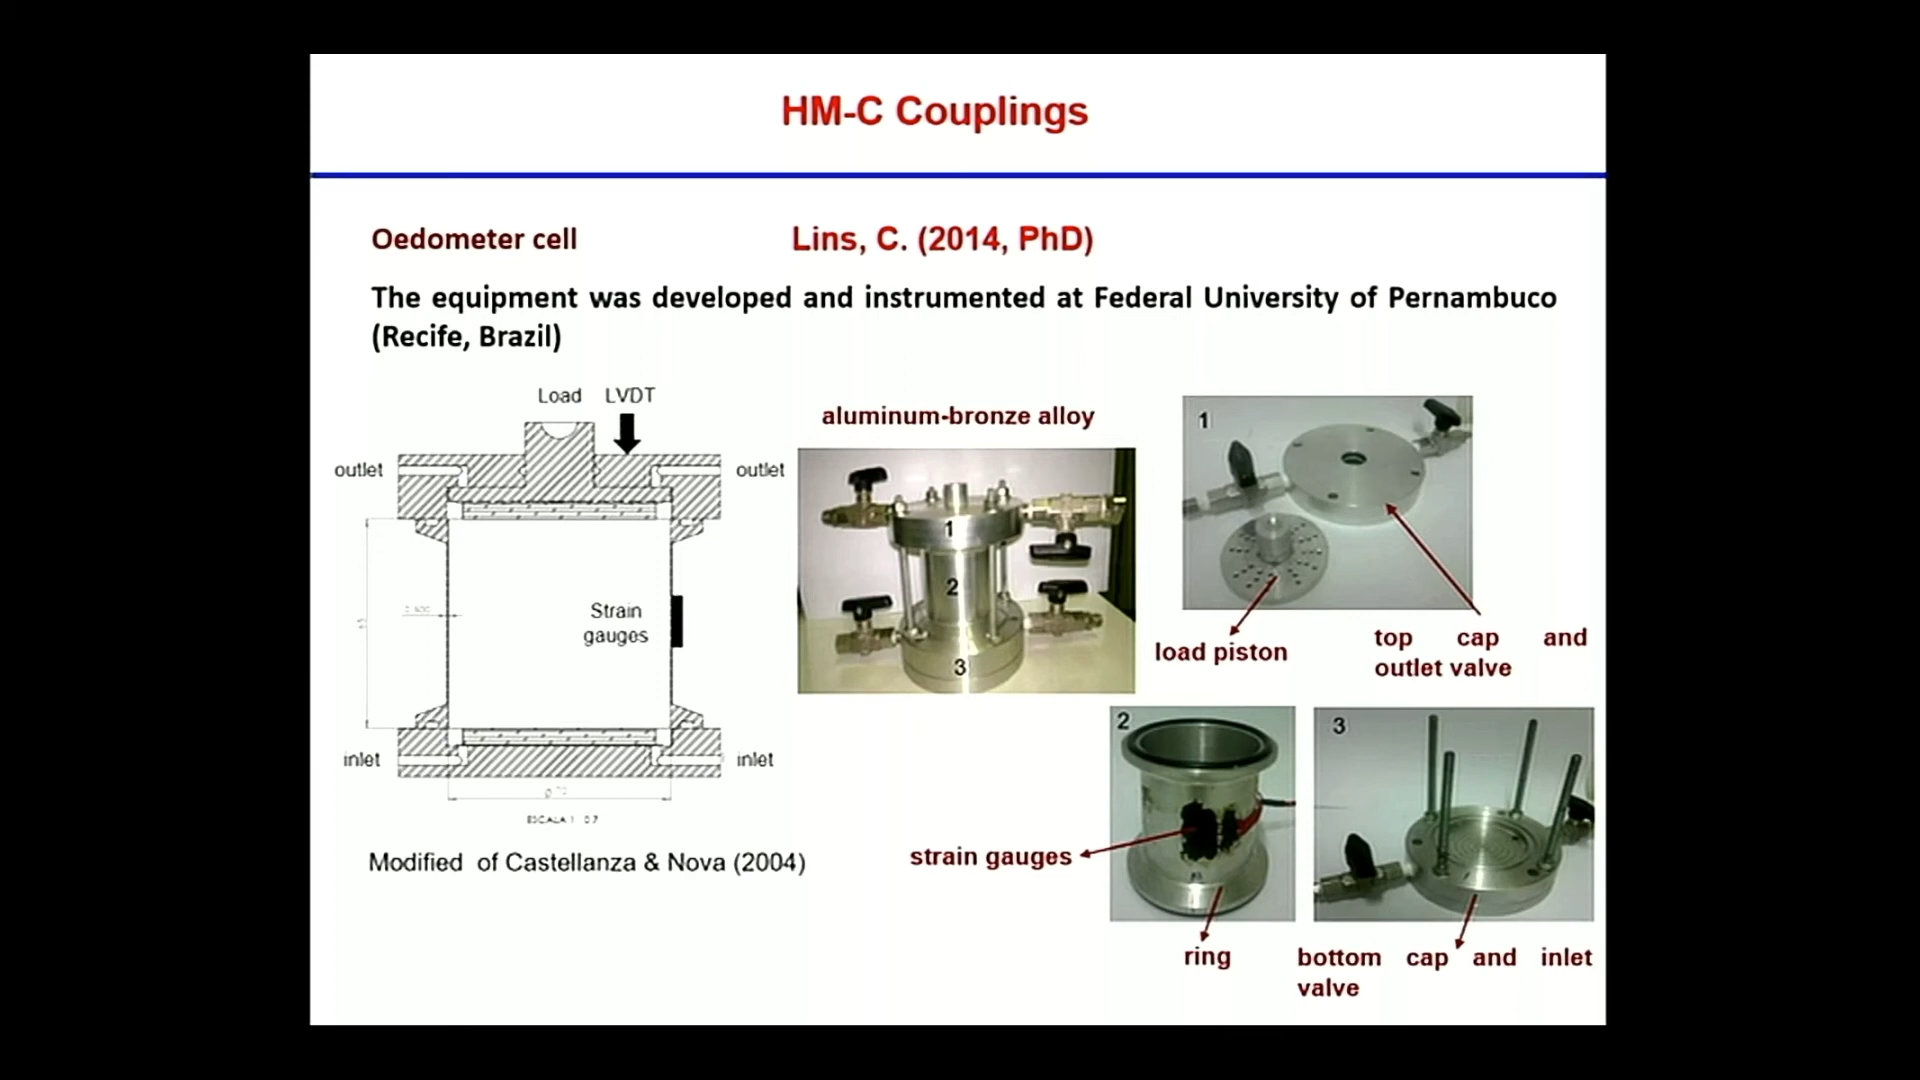 HM-C Couplings
Oedometer cell
Lins, C. (2014, PhD)
The equipment was developed and instrumented at Federal University of Pernambuco
(Recife, Brazil)
Load LVDT
outlet
outlet
Strain
gauges
inlet
inlet
Modified of Castellanza & Nova (2004)
aluminum-bronze alloy
1
2
3
1
load piston
top cap and
outlet valve
2
strain gauges
ring
3
bottom cap and inlet
valve